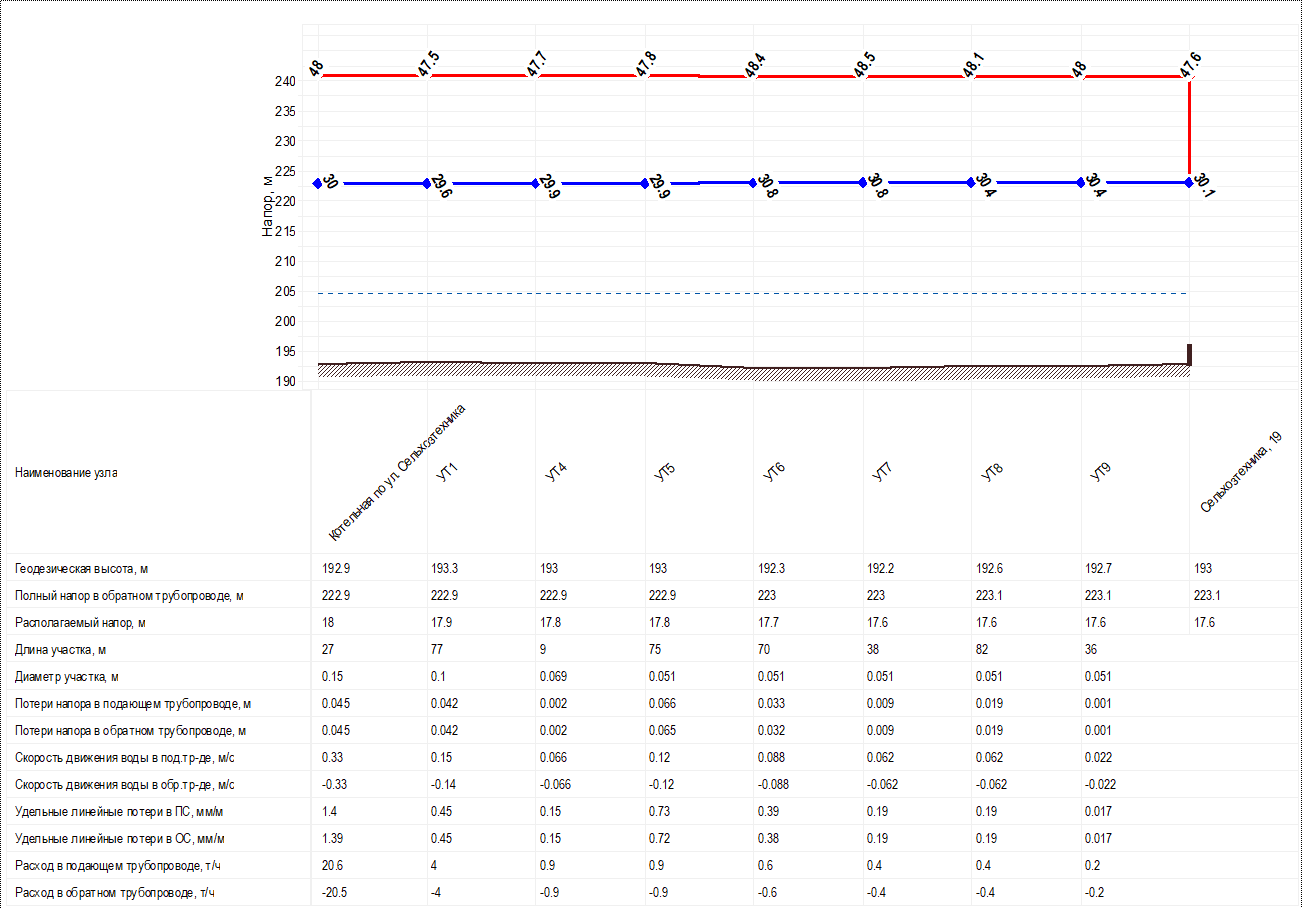 48 47.5 47.7 47.8 48.4 48.5 48.1 48 47.6
240
235
230
225
30 29.6 29.9 29.9 30.8 30.8 30.4 30.4 30.1
220
Напор, м
215
210
205
200
195
190
Наименование узла Котельная по ул. Сельхозтехника УТ1 УТ4 УТ5 УТ6 УТ7 УТ8 УТ9 Сельхозтехника, 19
Геодезическая высота, м 192.9 193.3 193 193 192.3 192.2 192.6 192.7 193
Полный напор в обратном трубопроводе, м 222.9 222.9 222.9 222.9 223 223 223.1 223.1 223.1
Располагаемый напор, м 18 17.9 17.8 17.8 17.7 17.6 17.6 17.6 17.6
Длина участка, м 27 77 9 75 70 38 82 36
Диаметр участка, м 0.15 0.1 0.069 0.051 0.051 0.051 0.051 0.051
Потери напора в подающем трубопроводе, м 0.045 0.042 0.002 0.066 0.033 0.009 0.019 0.001
Потери напора в обратном трубопроводе, м 0.045 0.042 0.002 0.065 0.032 0.009 0.019 0.001
Скорость движения воды в под.тр-де, м/с 0.33 0.15 0.066 0.12 0.088 0.062 0.062 0.022
Скорость движения воды в обр.тр-де, м/с -0.33 -0.14 -0.066 -0.12 -0.088 -0.062 -0.062 -0.022
Удельные линейные потери в ПС, мм/м 1.4 0.45 0.15 0.73 0.39 0.19 0.19 0.017
Удельные линейные потери в ОС, мм/м 1.39 0.45 0.15 0.72 0.38 0.19 0.19 0.017
Расход в подающем трубопроводе, т/ч 20.6 4 0.9 0.9 0.6 0.4 0.4 0.2
Расход в обратном трубопроводе, т/ч -20.5 -4 -0.9 -0.9 -0.6 -0.4 -0.4 -0.2